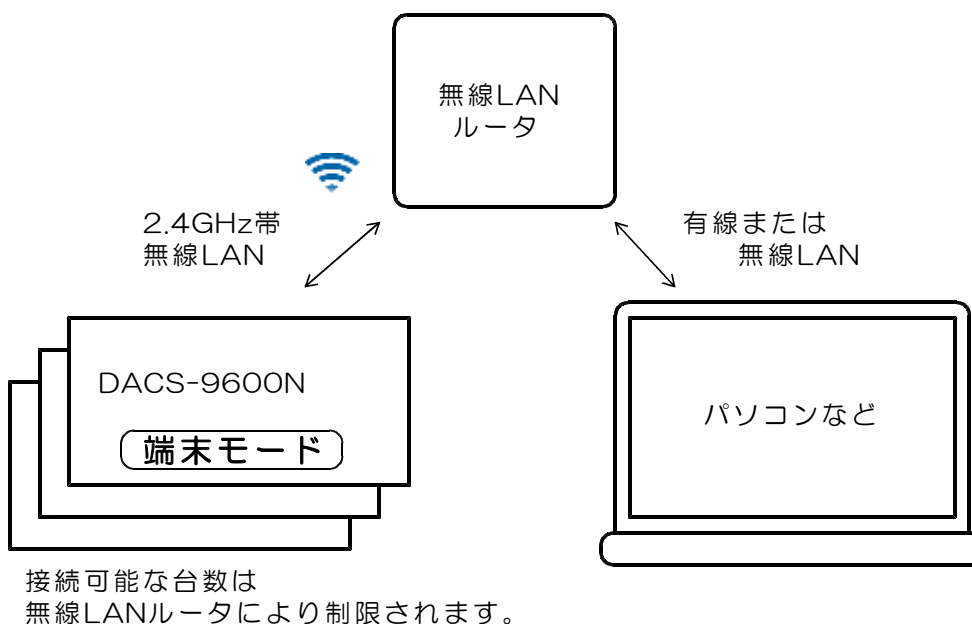 無線LAN
ルータ
2.4GHz帯
無線LAN
有線または
無線LAN
DACS-9600N
端末モード
パソコンなど
接続可能な台数は
無線LANルータにより制限されます。